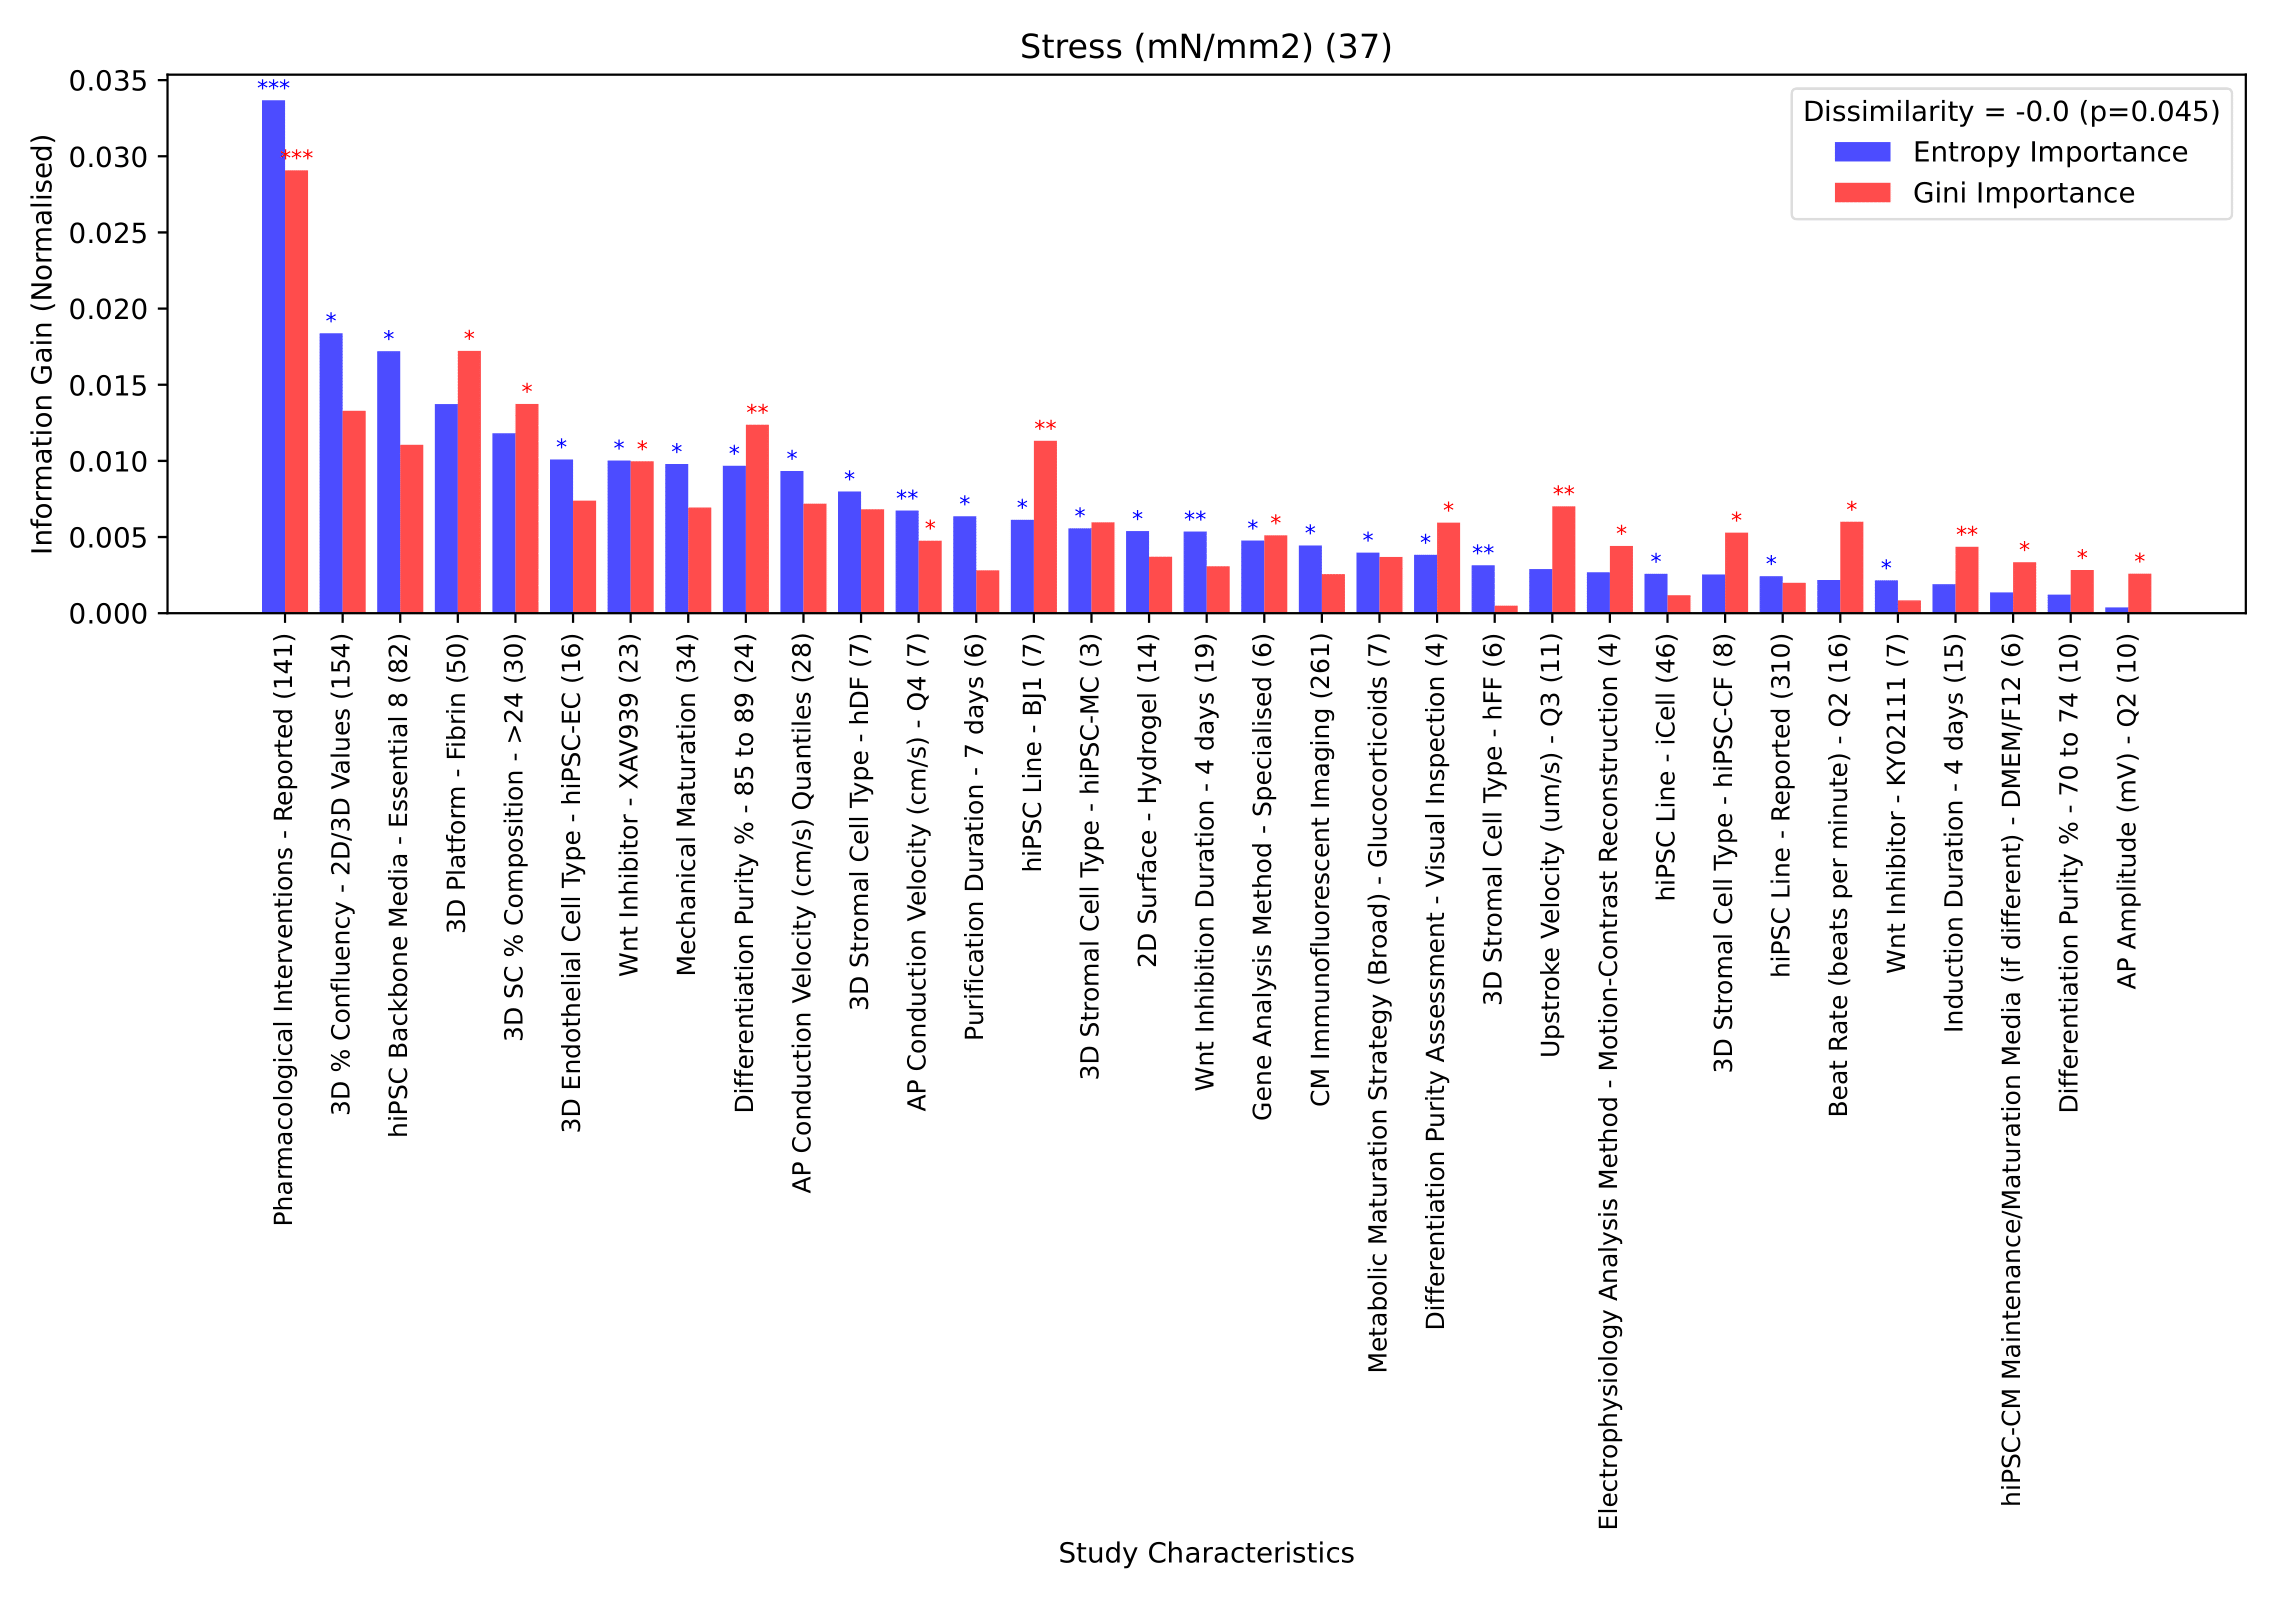 Stress (mN/mm2) (37)
Information Gain (Normalised)
0.035
0.030
0.025
0.020
0.015
0.010
0.005
0.000
Dissimilarity = -0.0 (p=0.045)
Entropy Importance
Gini Importance
***
***
*
*
*
*
*
*
*
*
*
**
*
*
**
*
*
*
**
*
*
**
*
*
*
*
*
*
**
**
*
*
*
*
*
*
**
*
*
*
Pharmacological Interventions - Reported (141)
3D % Confluency - 2D/3D Values (154)
hiPSC Backbone Media - Essential 8 (82)
3D Platform - Fibrin (50)
3D SC % Composition - >24 (30)
3D Endothelial Cell Type - hiPSC-EC (16)
Wnt Inhibitor - XAV939 (23)
Mechanical Maturation (34)
Differentiation Purity % - 85 to 89 (24)
AP Conduction Velocity (cm/s) Quantiles (28)
3D Stromal Cell Type - hDF (7)
AP Conduction Velocity (cm/s) - Q4 (7)
Purification Duration - 7 days (6)
hiPSC Line - BJ1 (7)
3D Stromal Cell Type - hiPSC-MC (3)
2D Surface - Hydrogel (14)
Wnt Inhibition Duration - 4 days (19)
Gene Analysis Method - Specialised (6)
CM Immunofluorescent Imaging (261)
Metabolic Maturation Strategy (Broad) - Glucocorticoids (7)
Differentiation Purity Assessment - Visual Inspection (4)
3D Stromal Cell Type - hFF (6)
Upstroke Velocity (um/s) - Q3 (11)
Electrophysiology Analysis Method - Motion-Contrast Reconstruction (4)
hiPSC Line - iCell (46)
3D Stromal Cell Type - hiPSC-CF (8)
hiPSC Line - Reported (310)
Beat Rate (beats per minute) - Q2 (16)
Wnt Inhibitor - KY02111 (7)
Induction Duration - 4 days (15)
hiPSC-CM Maintenance/Maturation Media (if different) - DMEM/F12 (6)
Differentiation Purity % - 70 to 74 (10)
AP Amplitude (mV) - Q2 (10)
Study Characteristics